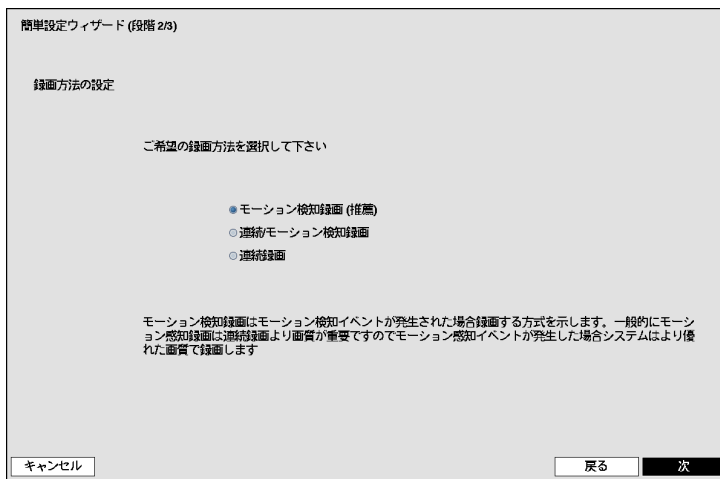 簡単設定ウィザード (段階 2/3)
録画方法の設定
ご希望の録画方法を選択して下さい
モーション検知録画 (推薦)
連続/モーション検知録画
連続録画
モーション検知録画はモーション検知イベントが発生された場合録画する方式を示します。一般的にモーシ
ョン感知録画は連続録画より画質が重要ですのでモーション感知イベントが発生した場合システムはより優
れた画質で録画します
キャンセル
戻る
次